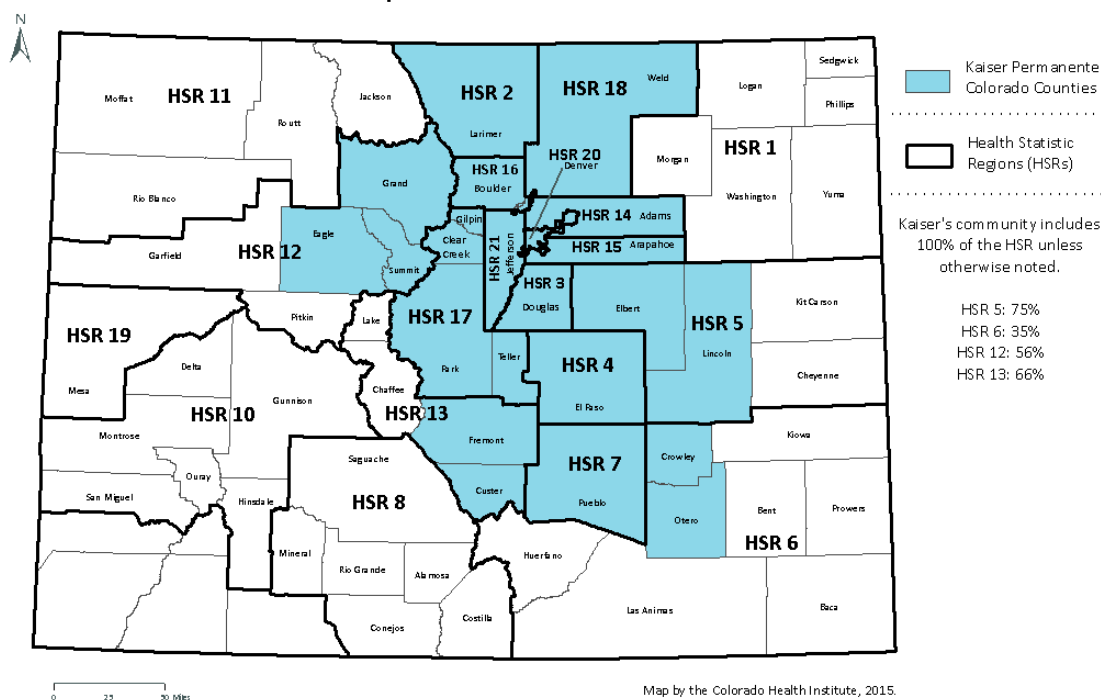 N
Moffat
HSR 11
Routt
Jackson
HSR 2
Larimer
HSR 18
Weld
Logan
Sedgwick
Phillips
Morgan
HSR 1
Washington
Yuma
Rio Blanco
Grand
HSR 16
Boulder
HSR 20
Denver
Garfield
HSR 12
Eagle
Summit
Gilpin
Clear
Creek
HSR 21
Jefferson
HSR 14
Adams
HSR 15
Arapahoe
HSR 3
Douglas
Elbert
HSR 5
Lincoln
Kit Carson
Cheyenne
HSR 19
Mesa
Pitkin
Lake
HSR 17
Park
Teller
HSR 4
El Paso
Delta
Gunnison
Chaffee
HSR 13
HSR 10
Montrose
Ouray
San Miguel
Hinsdale
Saguache
HSR 8
Fremont
Custer
HSR 7
Pueblo
Crowley
Otero
Kiowa
Bent
Prowers
HSR 6
Mineral
Rio Grande
Alamosa
Conejos
Costilla
Huerfano
Las Animas
Baca
Kaiser Permanente
Colorado Counties
Health Statistic
Regions (HSRs)
Kaiser's community includes
100% of the HSR unless
otherwise noted.
HSR 5: 75%
HSR 6: 35%
HSR 12: 56%
HSR 13: 66%
0 25 50 Miles
Map by the Colorado Health Institute, 2015.